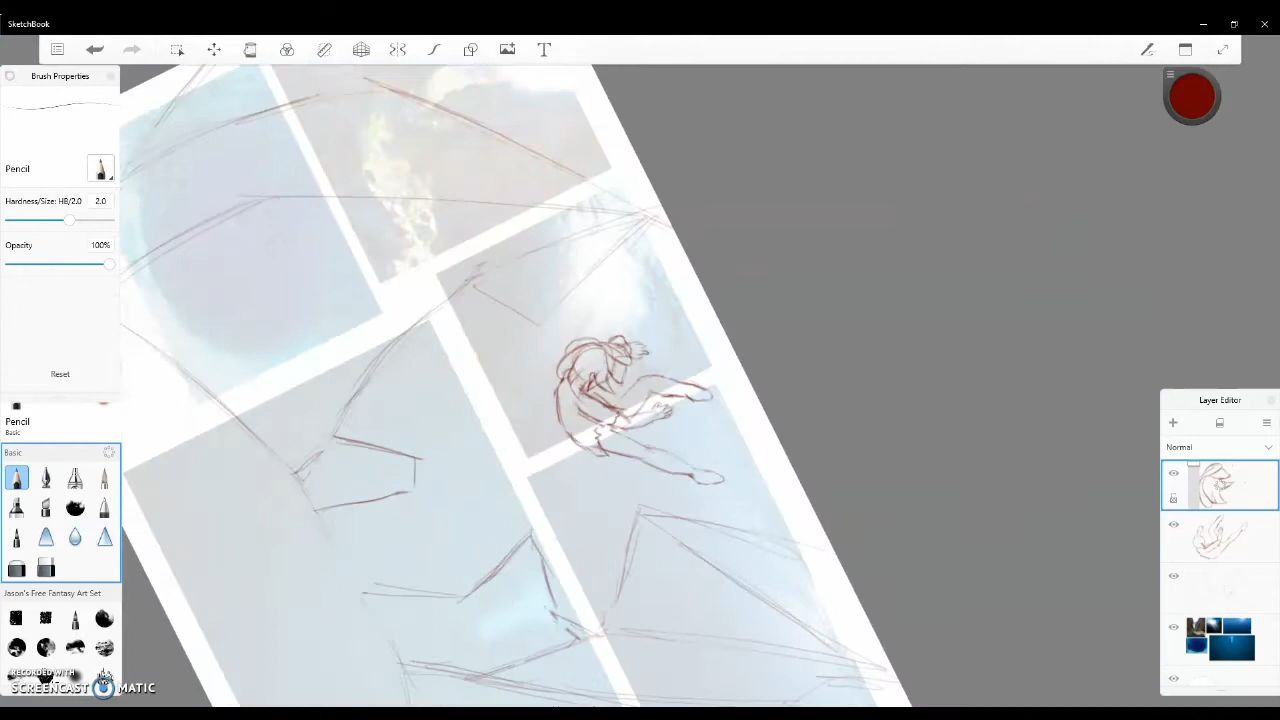 SketchBook
Brush Properties
Pencil
Hardness/Size: HB/2.0 2.0
Opacity 100%
Reset
Pencil
Basic
Basic
Jason's Free Fantasy Art Set
RECORDED WITH
SCREENCAST MATIC
Layer Editor
Normal